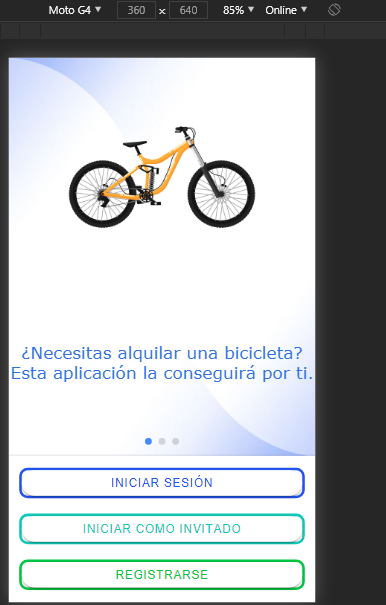 Moto G4 ▼ 360 x 640 85% ▼ Online ▼
¿Necesitas alquilar una bicicleta?
Esta aplicación la conseguirá por ti.
INICIAR SESIÓN
INICIAR COMO INVITADO
REGISTRARSE